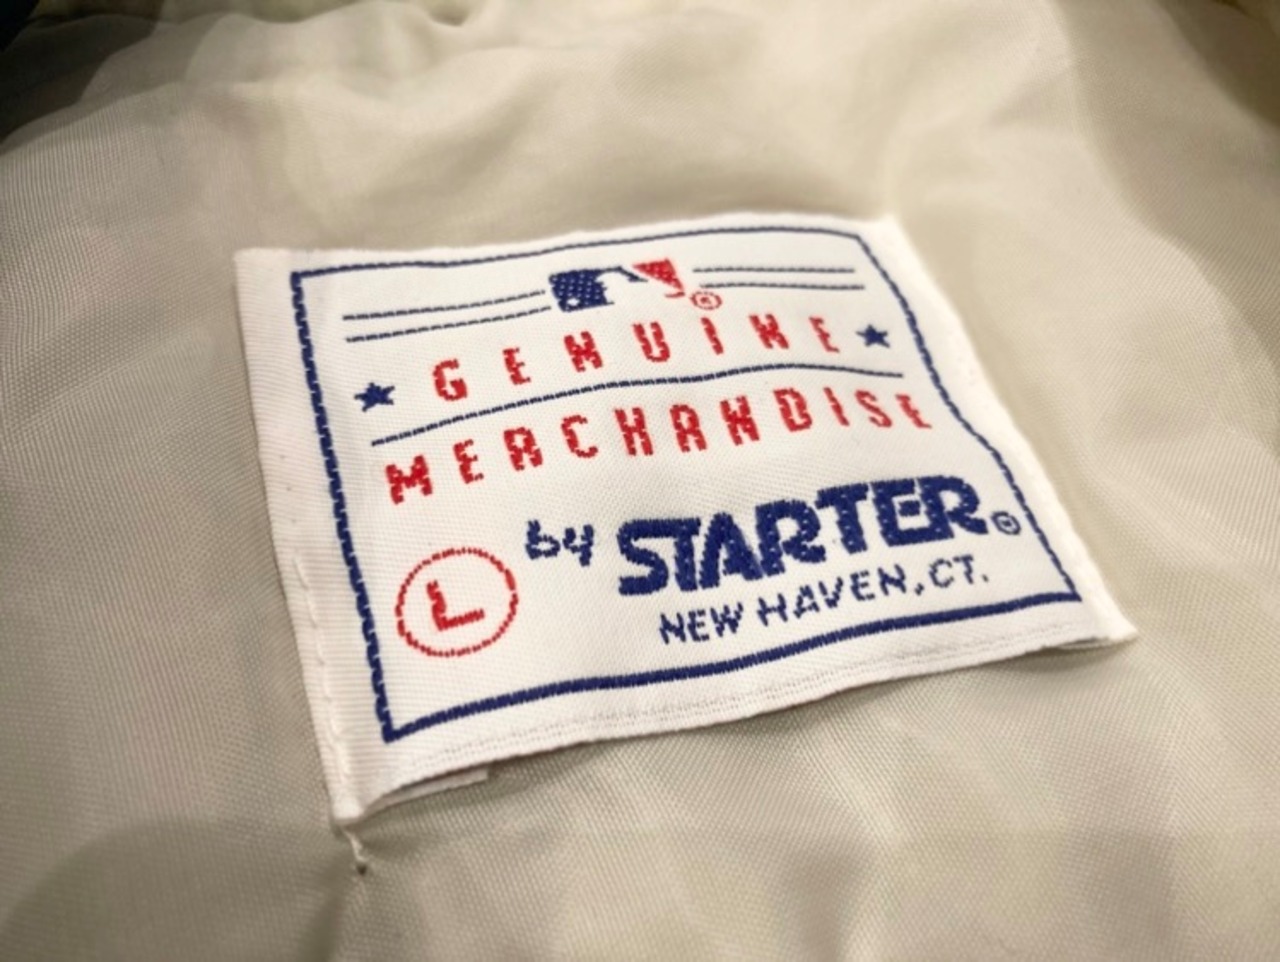 GENUINE
MERCHANDISE
by STARTER®
L
NEW HAVEN, CT.